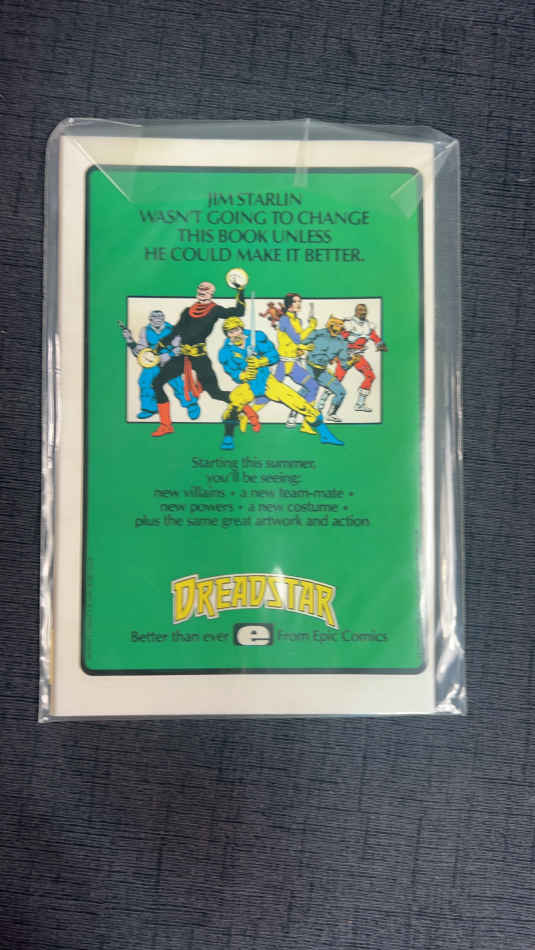 JIM STARLIN
WASN'T GOING TO CHANGE
THIS BOOK UNLESS
HE COULD MAKE IT BETTER.
Starting this summer,
you'll be seeing:
new villains • a new team-mate •
new powers • a new costume •
plus the same great artwork and action
DREADSTAR
Better than ever e From Epic Comics